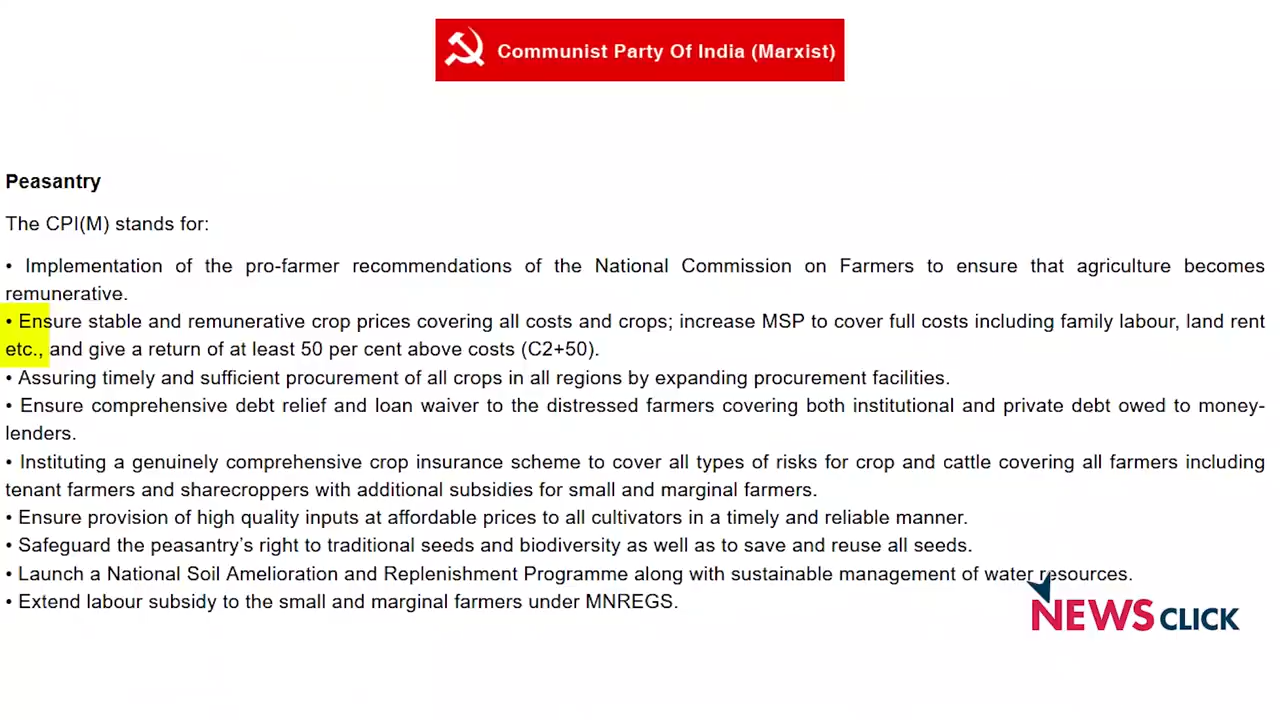 Communist Party Of India (Marxist)
Peasantry
The CPI(M) stands for:
• Implementation of the pro-farmer recommendations of the National Commission on Farmers to ensure that agriculture becomes
remunerative.
• Ensure stable and remunerative crop prices covering all costs and crops; increase MSP to cover full costs including family labour, land rent
etc., and give a return of at least 50 per cent above costs (C2+50).
• Assuring timely and sufficient procurement of all crops in all regions by expanding procurement facilities.
• Ensure comprehensive debt relief and loan waiver to the distressed farmers covering both institutional and private debt owed to money-
lenders.
• Instituting a genuinely comprehensive crop insurance scheme to cover all types of risks for crop and cattle covering all farmers including
tenant farmers and sharecroppers with additional subsidies for small and marginal farmers.
• Ensure provision of high quality inputs at affordable prices to all cultivators in a timely and reliable manner.
• Safeguard the peasantry’s right to traditional seeds and biodiversity as well as to save and reuse all seeds.
• Launch a National Soil Amelioration and Replenishment Programme along with sustainable management of water resources.
• Extend labour subsidy to the small and marginal farmers under MNREGS.
NEWSCLICK